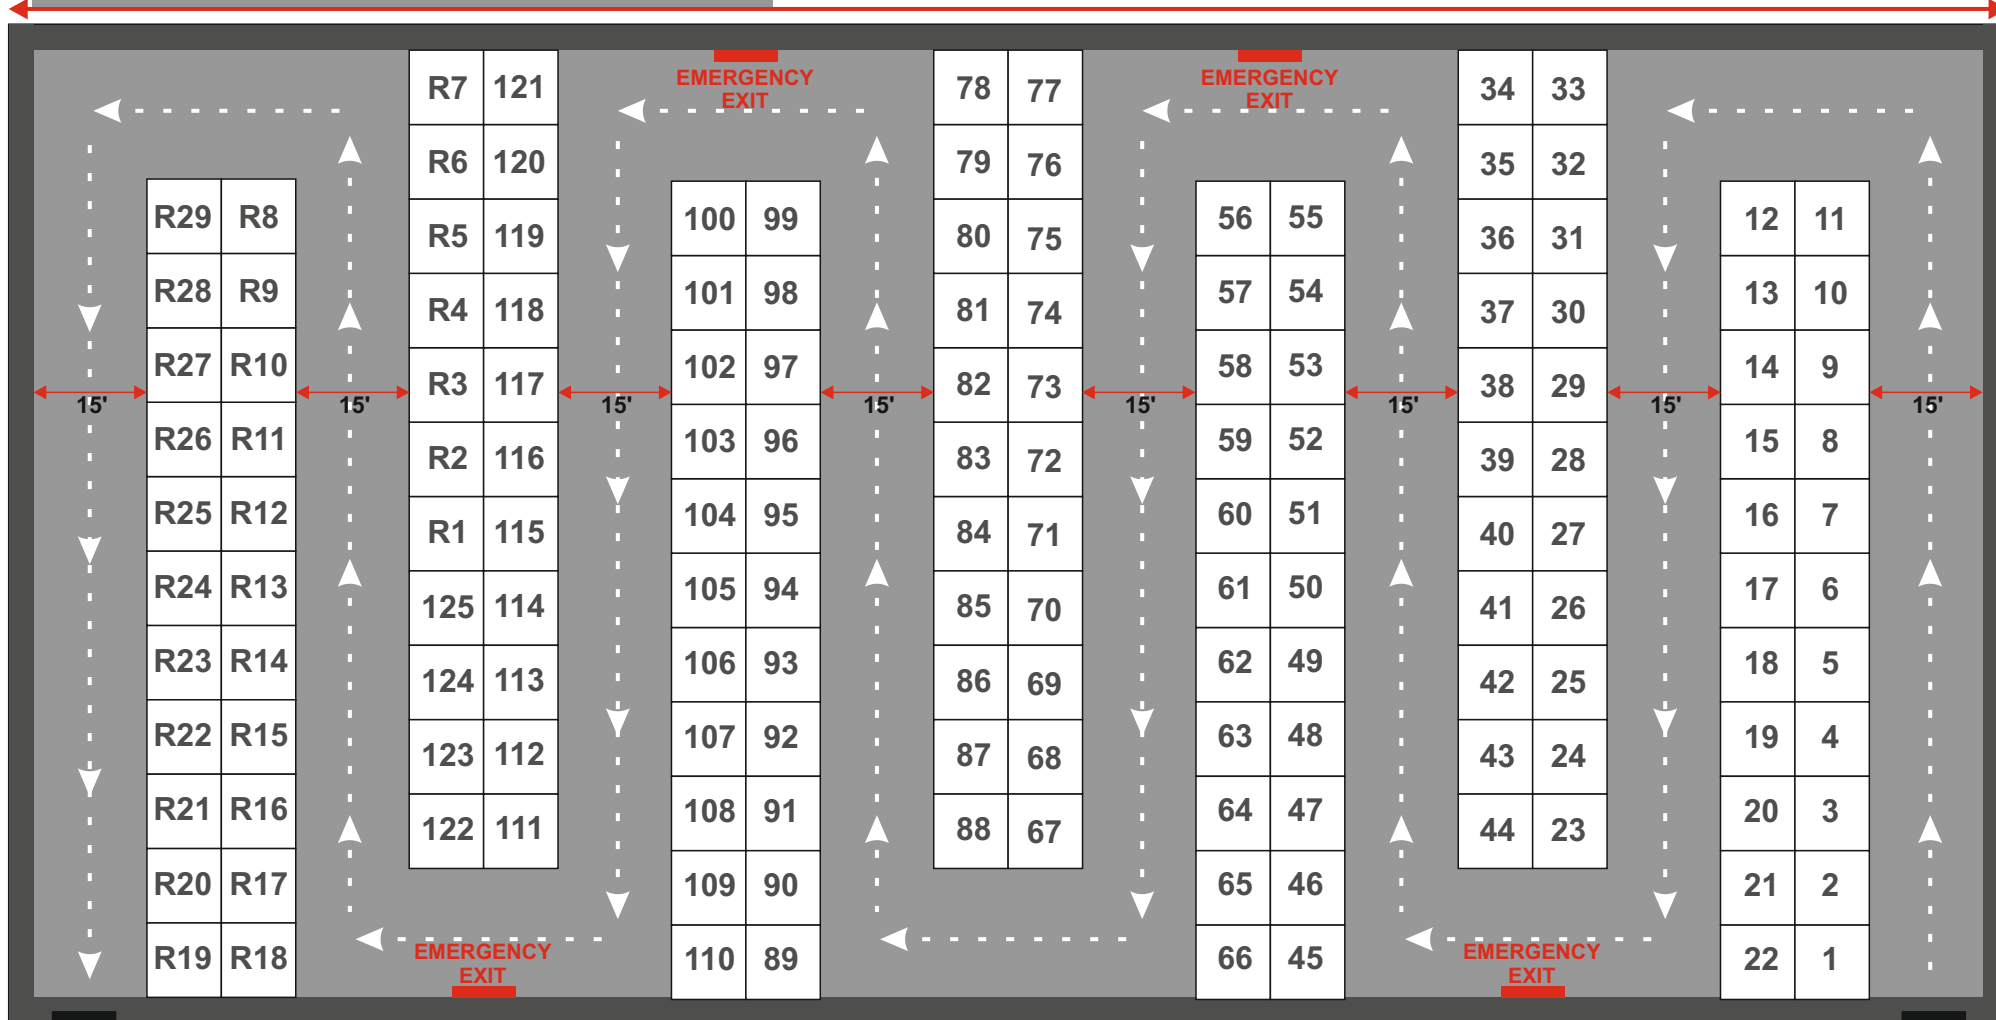 R7 121 EMERGENCY EXIT 78 77 EMERGENCY EXIT 34 33
R6 120 79 76 35 32
R29 R8 R5 119 100 99 80 75 56 55 36 31 12 11
R28 R9 R4 118 101 98 81 74 57 54 37 30 13 10
R27 R10 R3 117 102 97 82 73 58 53 38 29 14 9
15' 15' 15' 15' 15' 15' 15' 15'
R26 R11 R2 116 103 96 83 72 59 52 39 28 15 8
R25 R12 R1 115 104 95 84 71 60 51 40 27 16 7
R24 R13 125 114 105 94 85 70 61 50 41 26 17 6
R23 R14 124 113 106 93 86 69 62 49 42 25 18 5
R22 R15 123 112 107 92 87 68 63 48 43 24 19 4
R21 R16 122 111 108 91 88 67 64 47 44 23 20 3
R20 R17 109 90 65 46 21 2
R19 R18 EMERGENCY EXIT 110 89 66 45 EMERGENCY EXIT 22 1